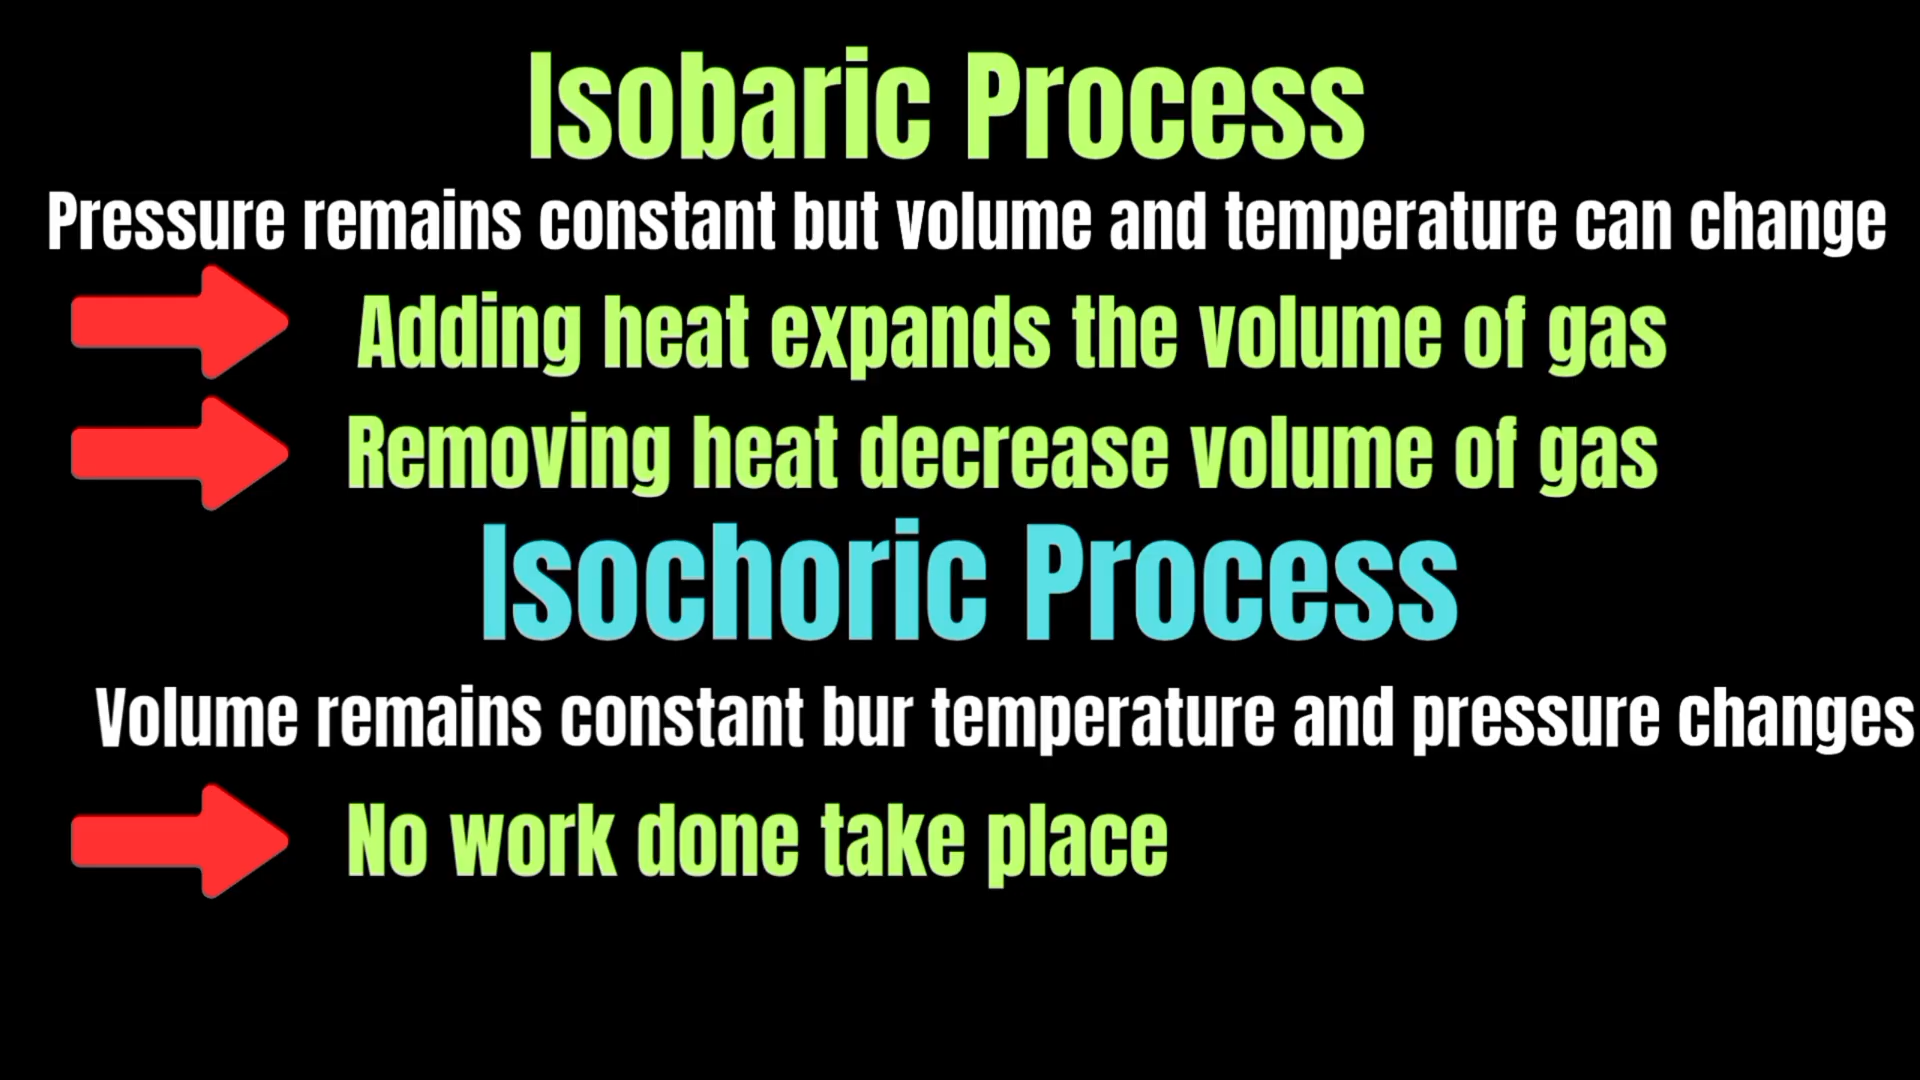 Isobaric Process
Pressure remains constant but volume and temperature can change
Adding heat expands the volume of gas
Removing heat decrease volume of gas
Isochoric Process
Volume remains constant bur temperature and pressure changes
No work done take place